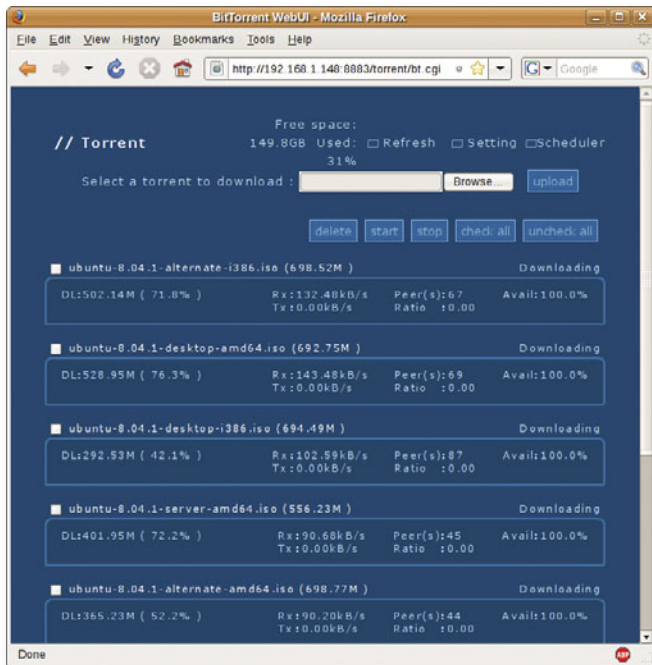 BitTorrent WebUI - Mozilla Firefox
File Edit View History Bookmarks Tools Help
http://192.168.1.148:8883/torrent/bt.cgi G Google
// Torrent
Free space:
149.8GB Used:
31%
Refresh Setting Scheduler
Select a torrent to download : Browse... upload
delete start stop check all uncheck all
ubuntu-8.04.1-alternate-i386.iso (698.52M ) Downloading
DL:502.14M ( 71.8% ) Rx:132.48kB/s Peer(s):67 Avail:100.0%
Tx:0.00kB/s Ratio :0.00
ubuntu-8.04.1-desktop-amd64.iso (692.75M ) Downloading
DL:528.95M ( 76.3% ) Rx:143.48kB/s Peer(s):69 Avail:100.0%
Tx:0.00kB/s Ratio :0.00
ubuntu-8.04.1-desktop-i386.iso (694.49M ) Downloading
DL:292.53M ( 42.1% ) Rx:102.59kB/s Peer(s):87 Avail:100.0%
Tx:0.00kB/s Ratio :0.00
ubuntu-8.04.1-server-amd64.iso (556.23M ) Downloading
DL:401.95M ( 72.2% ) Rx:90.68kB/s Peer(s):45 Avail:100.0%
Tx:0.00kB/s Ratio :0.00
ubuntu-8.04.1-alternate-amd64.iso (698.77M ) Downloading
DL:365.23M ( 52.2% ) Rx:90.20kB/s Peer(s):44 Avail:100.0%
Tx:0.00kB/s Ratio :0.00
Done ABP